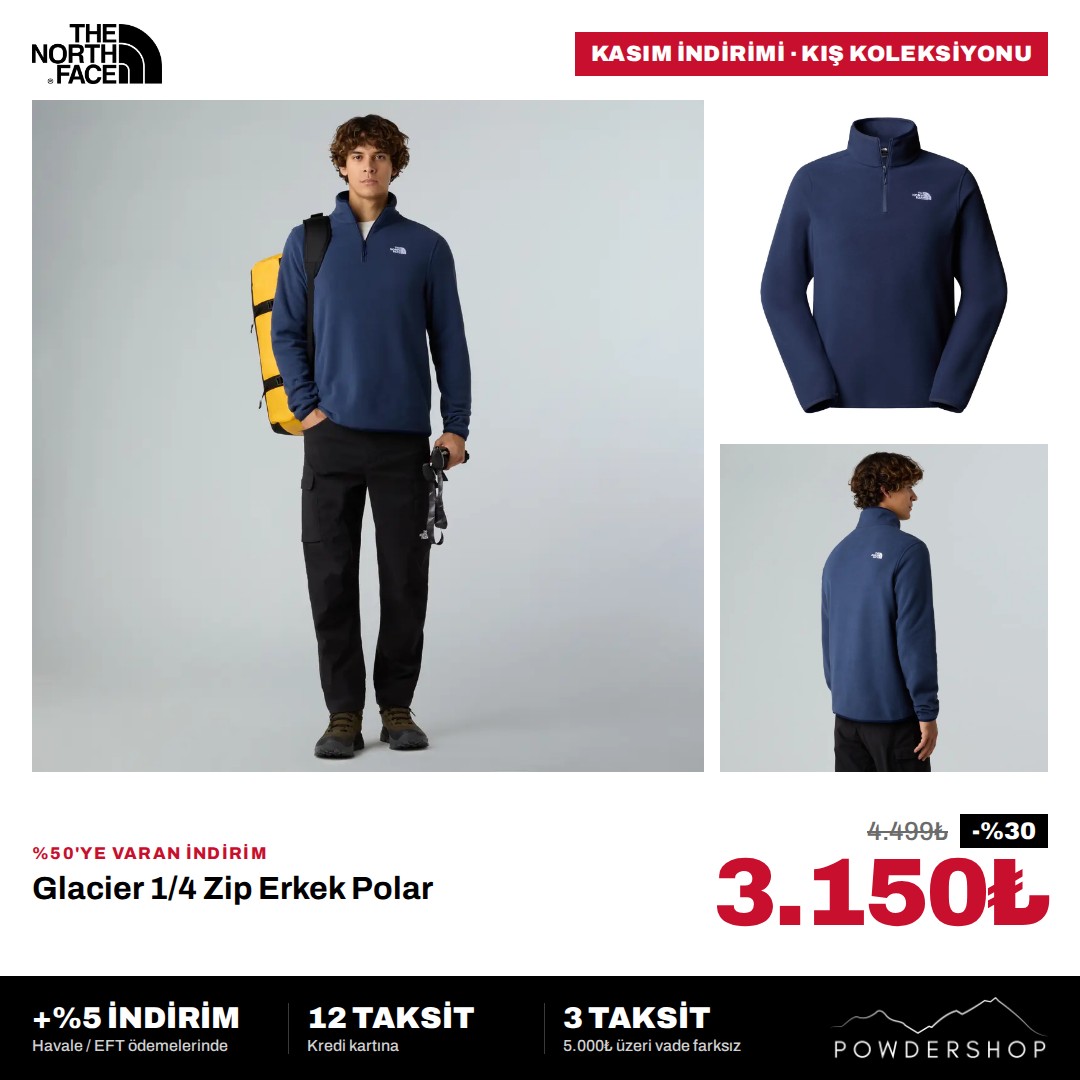 THE
NORTH
FACE
KASIM İNDİRİMİ · KIŞ KOLEKSİYONU
4.499₺
-%30
%50'YE VARAN İNDİRİM
Glacier 1/4 Zip Erkek Polar
3.150₺
+%5 İNDİRİM
Havale / EFT ödemelerinde
12 TAKSİT
Kredi kartına
3 TAKSİT
5.000₺ üzeri vade farksız
POWDERSHOP